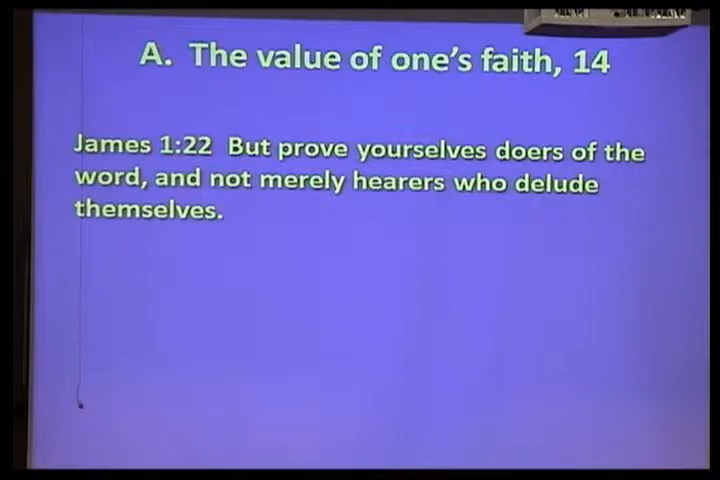 A. The value of one's faith, 14
James 1:22 But prove yourselves doers of the
word, and not merely hearers who delude
themselves.